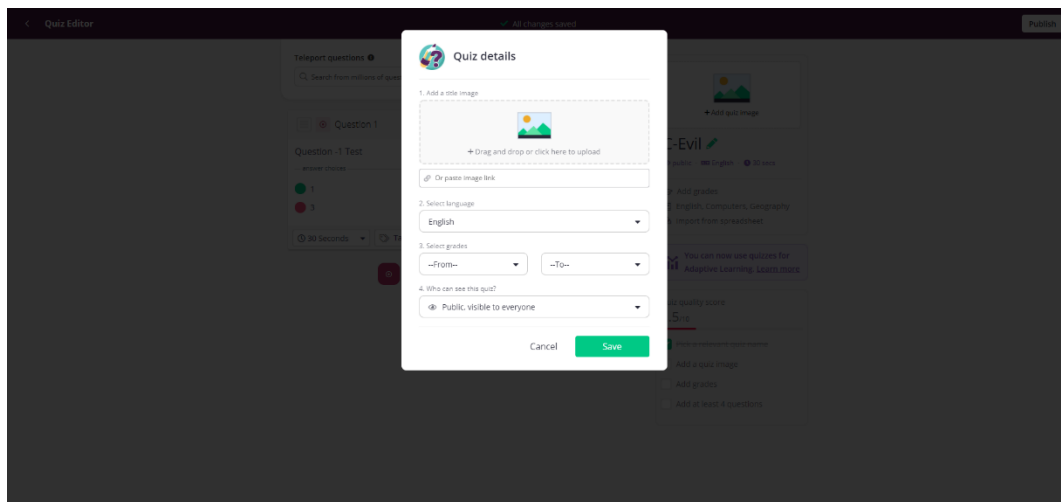 Quiz Editor
All changes saved
Publish
Teleport questions
Search from millions of ques
Question 1
Question -1 Test
answer choices
1
3
30 Seconds
Quiz details
1. Add a title image
+ Drag and drop or click here to upload
Or paste image link
2. Select language
English
3. Select grades
--From--
--To--
4. Who can see this quiz?
Public, visible to everyone
Cancel
Save
+ Add quiz image
-Evil
public
English
Add grades
English, Computers, Geography
Import from spreadsheet
You can now use quizzes for
Adaptive Learning. Learn more
quality score
Add a quiz image
Add grades
Add at least 4 questions